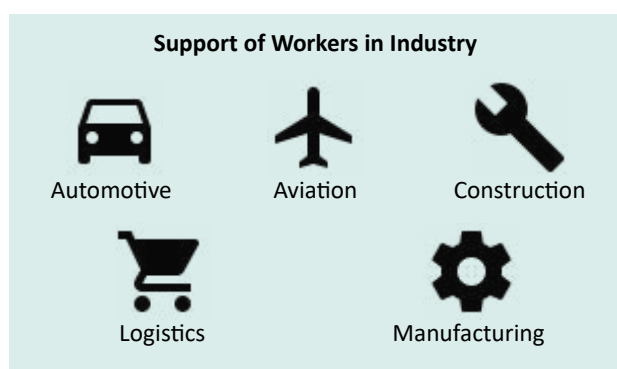 Support of Workers in Industry
Automotive
Aviation
Construction
Logistics
Manufacturing